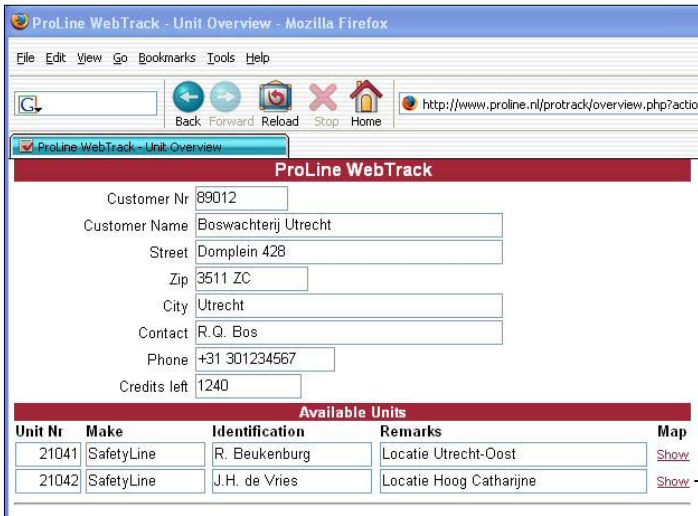 ProLine WebTrack - Unit Overview - Mozilla Firefox
File Edit View Go Bookmarks Tools Help
G
Back Forward Reload Stop Home
http://www.proline.nl/protrack/overview.php?actio
ProLine WebTrack - Unit Overview
ProLine WebTrack
Customer Nr 89012
Customer Name Boswachterij Utrecht
Street Domplein 428
Zip 3511 ZC
City Utrecht
Contact R.Q. Bos
Phone +31 301234567
Credits left 1240
Available Units
Unit Nr Make Identification Remarks Map
21041 SafetyLine R. Beukenburg Locatie Utrecht-Oost Show
21042 SafetyLine J.H. de Vries Locatie Hoog Catharijne Show